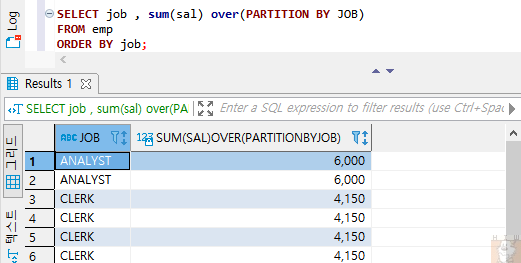 Log
SELECT job , sum(sal) over(PARTITION BY JOB)
FROM emp
ORDER BY job;
Results 1
SELECT job , sum(sal) over(PA
Enter a SQL expression to filter results (use Ctrl+Spac
그리드
텍스트
ABC JOB
123 SUM(SAL)OVER(PARTITIONBYJOB)
1 ANALYST 6,000
2 ANALYST 6,000
3 CLERK 4,150
4 CLERK 4,150
5 CLERK 4,150
6 CLERK 4,150